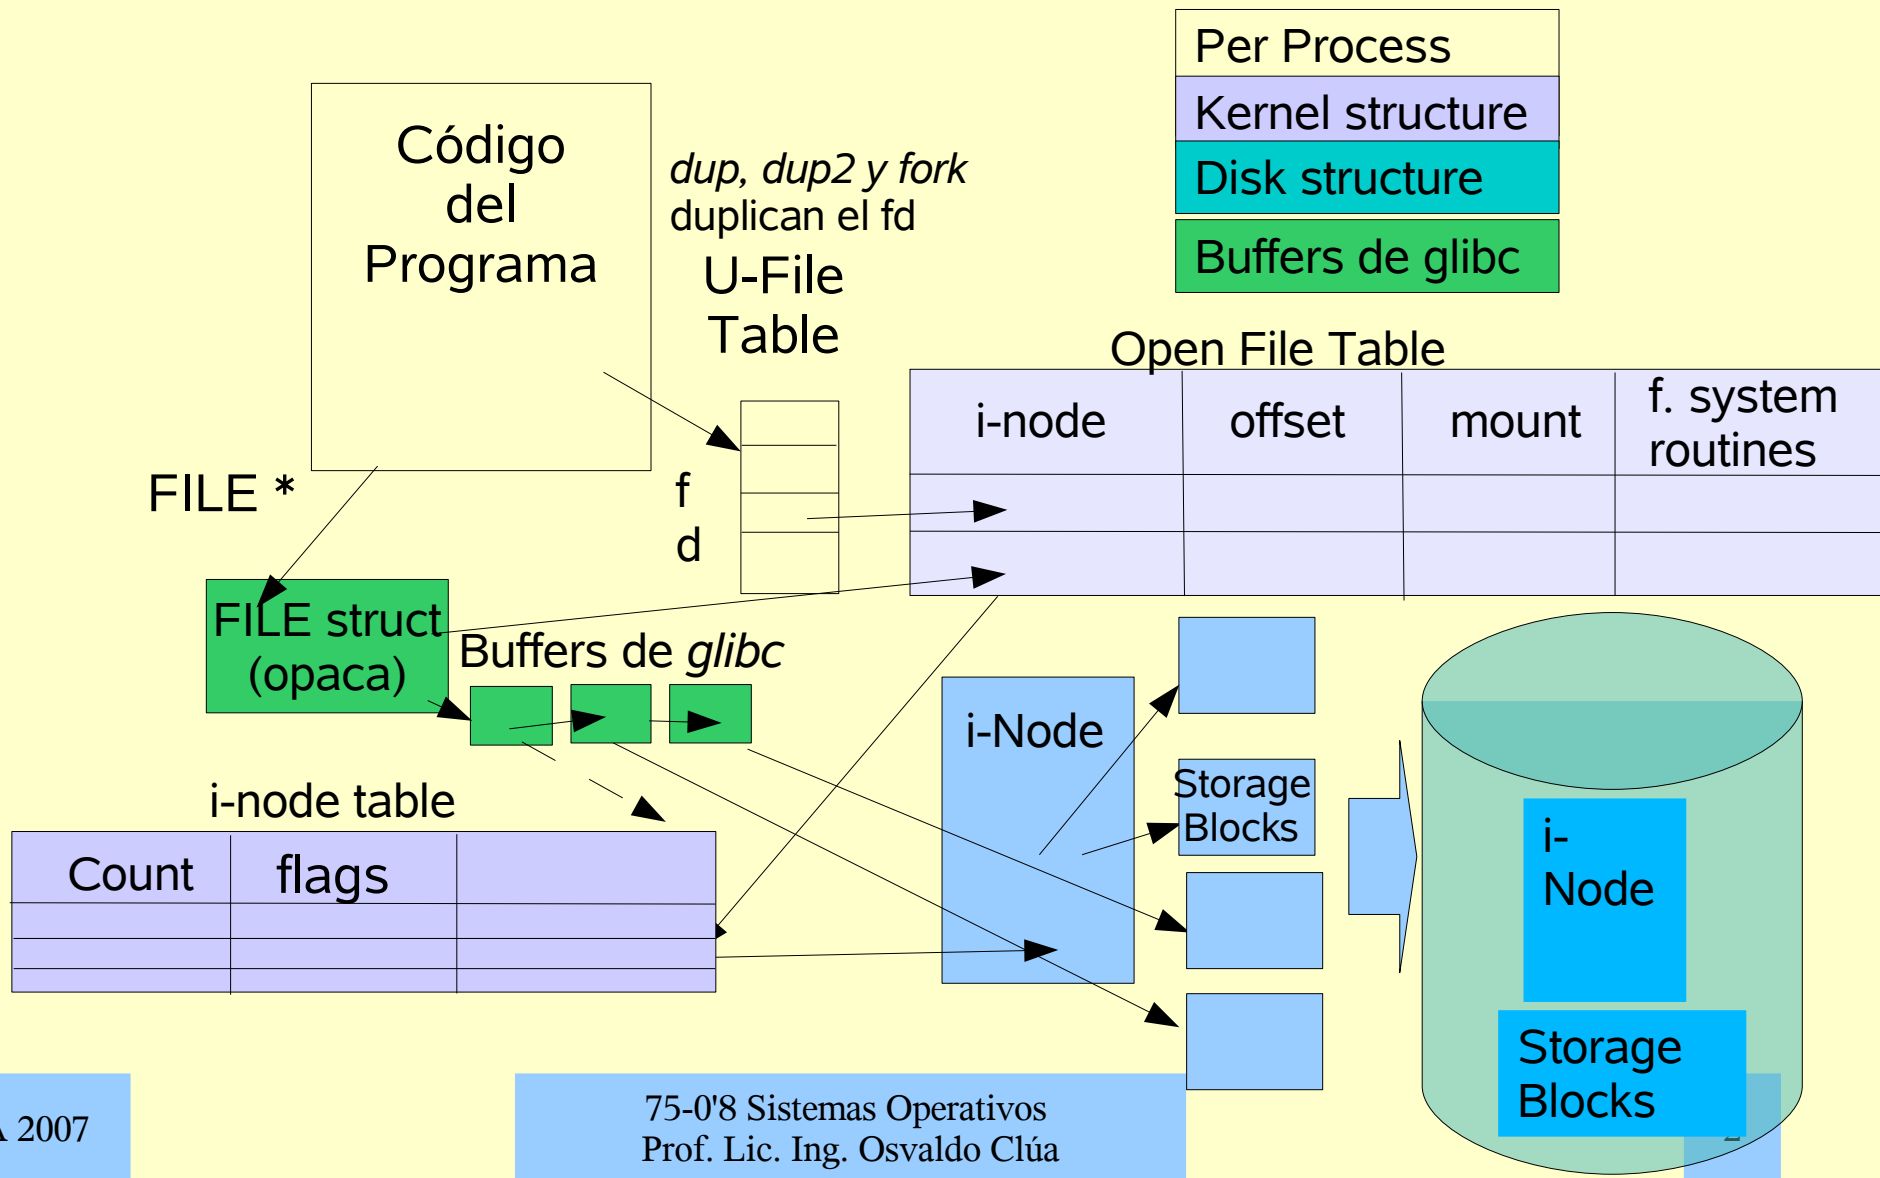 Per Process
Kernel structure
Disk structure
Buffers de glibc
Código
del
Programa
dup, dup2 y fork
duplican el fd
U-File
Table
Open File Table
i-node
offset
mount
f. system
routines
FILE *
f
d
FILE struct
(opaca)
Buffers de glibc
i-Node
Storage
Blocks
i-node table
Count
flags
i-
Node
Storage
Blocks
A 2007
75-0'8 Sistemas Operativos
Prof. Lic. Ing. Osvaldo Clúa